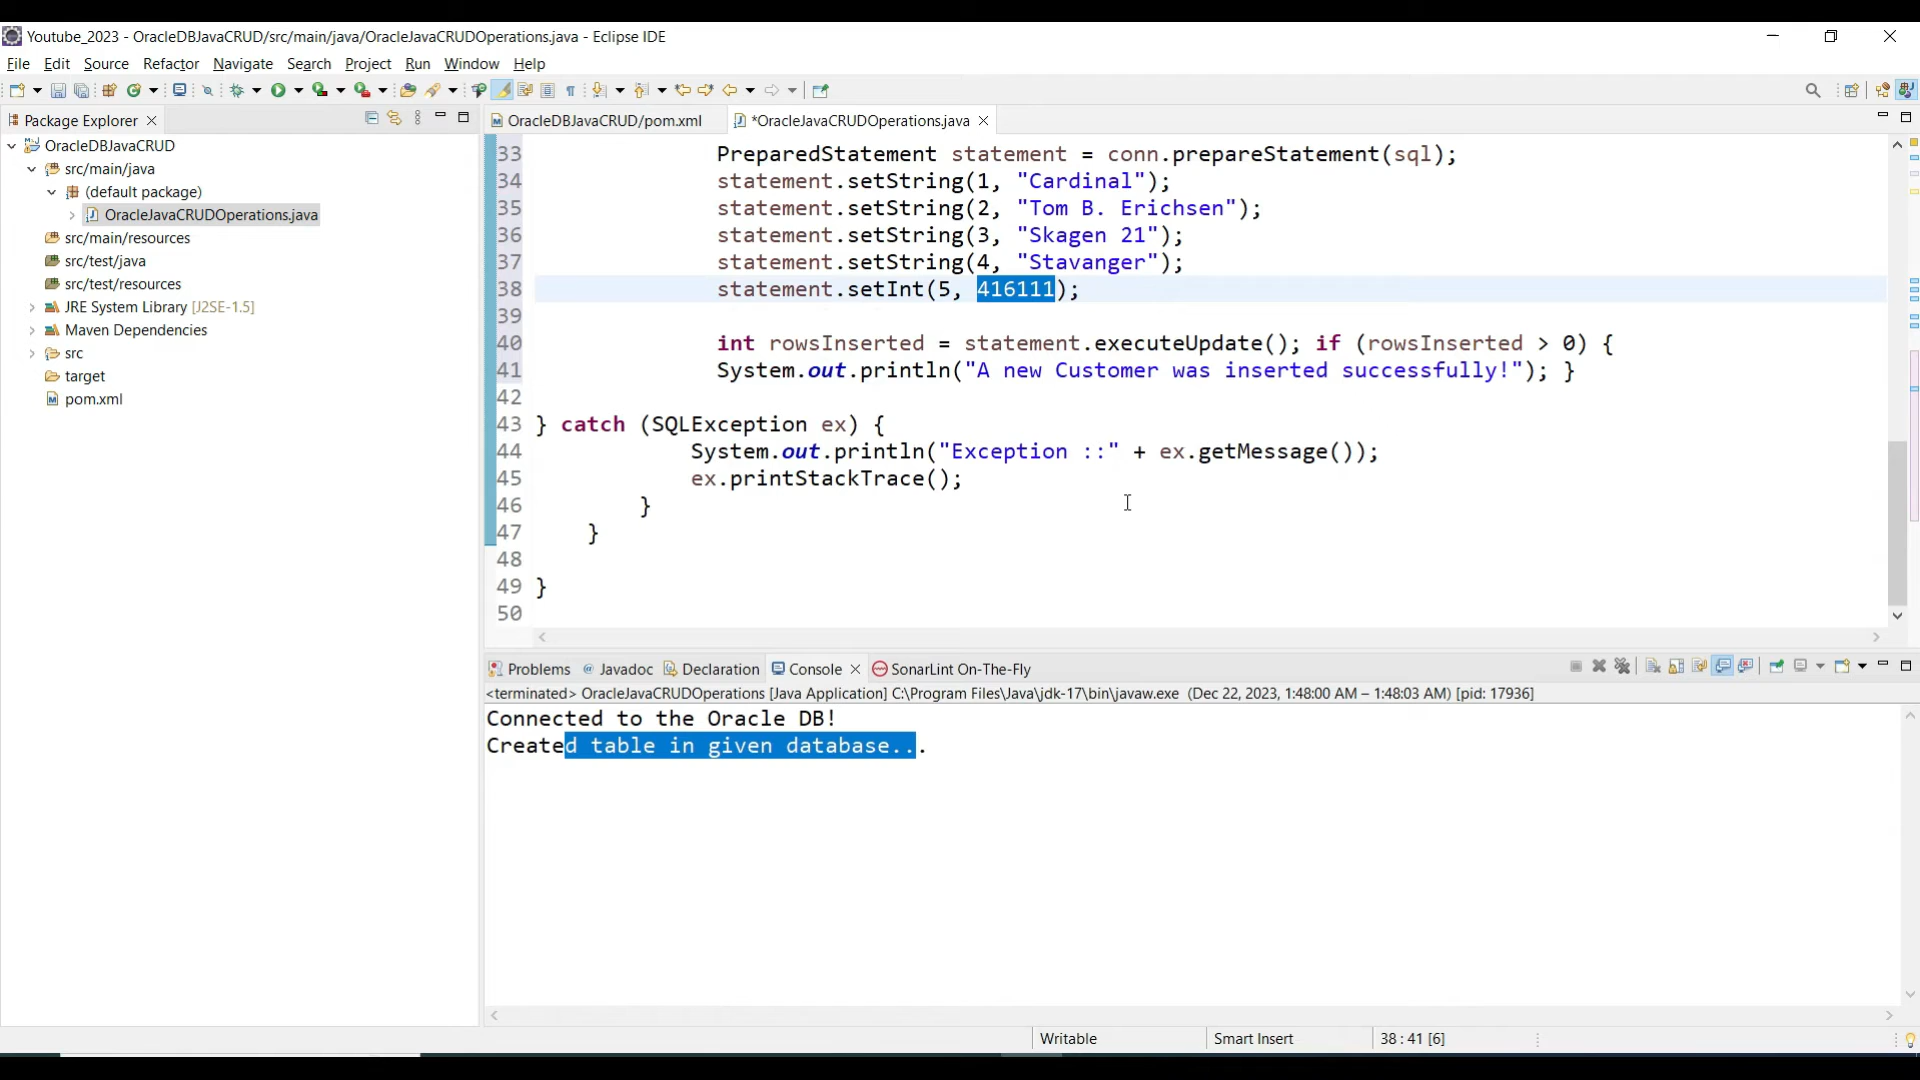 Youtube_2023 - OracleDBJavaCRUD/src/main/java/OracleJavaCRUDOperations.java - Eclipse IDE
File Edit Source Refactor Navigate Search Project Run Window Help
Package Explorer
OracleDBJavaCRUD/pom.xml
*OracleJavaCRUDOperations.java
OracleDBJavaCRUD
src/main/java
(default package)
OracleJavaCRUDOperations.java
src/main/resources
src/test/java
src/test/resources
JRE System Library [J2SE-1.5]
Maven Dependencies
src
target
pom.xml
33 PreparedStatement statement = conn.prepareStatement(sql);
34 statement.setString(1, "Cardinal");
35 statement.setString(2, "Tom B. Erichsen");
36 statement.setString(3, "Skagen 21");
37 statement.setString(4, "Stavanger");
38 statement.setInt(5, 416111);
39
40 int rowsInserted = statement.executeUpdate(); if (rowsInserted > 0) {
41 System.out.println("A new Customer was inserted successfully!"); }
42
43 } catch (SQLException ex) {
44 System.out.println("Exception ::" + ex.getMessage());
45 ex.printStackTrace();
46 }
47 }
48
49 }
50
Problems Javadoc Declaration Console SonarLint On-The-Fly
<terminated> OracleJavaCRUDOperations [Java Application] C:\Program Files\Java\jdk-17\bin\javaw.exe (Dec 22, 2023, 1:48:00 AM – 1:48:03 AM) [pid: 17936]
Connected to the Oracle DB!
Created table in given database...
Writable Smart Insert 38 : 41 [6]